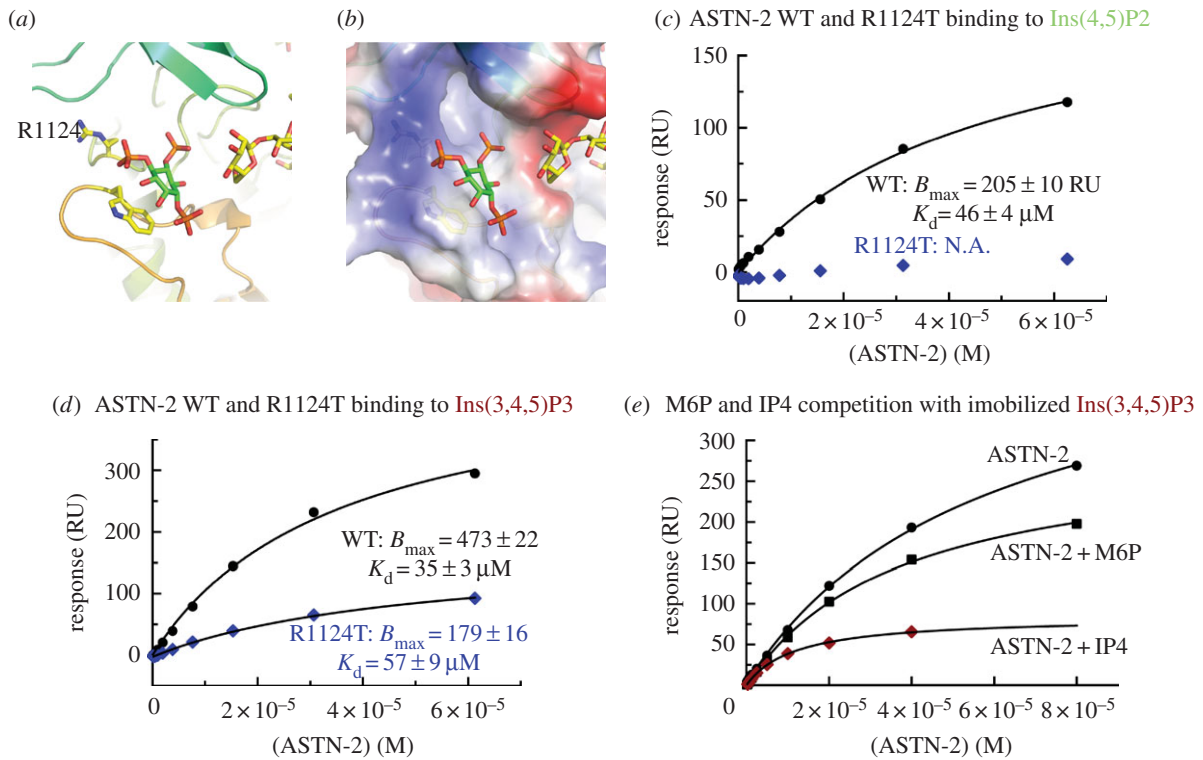 (a)
(b)
R1124
(c) ASTN-2 WT and R1124T binding to Ins(4,5)P2
150
100
50
0
-25
response (RU)
WT: Bmax = 205 ± 10 RU
Kd = 46 ± 4 µM
R1124T: N.A.
0 2 × 10⁻⁵ 4 × 10⁻⁵ 6 × 10⁻⁵
(ASTN-2) (M)
(d) ASTN-2 WT and R1124T binding to Ins(3,4,5)P3
300
200
100
0
response (RU)
WT: Bmax = 473 ± 22
Kd = 35 ± 3 µM
R1124T: Bmax = 179 ± 16
Kd = 57 ± 9 µM
0 2 × 10⁻⁵ 4 × 10⁻⁵ 6 × 10⁻⁵
(ASTN-2) (M)
(e) M6P and IP4 competition with imobilized Ins(3,4,5)P3
300
250
200
150
100
50
0
response (RU)
ASTN-2
ASTN-2 + M6P
ASTN-2 + IP4
2 × 10⁻⁵ 4 × 10⁻⁵ 6 × 10⁻⁵ 8 × 10⁻⁵
(ASTN-2) (M)